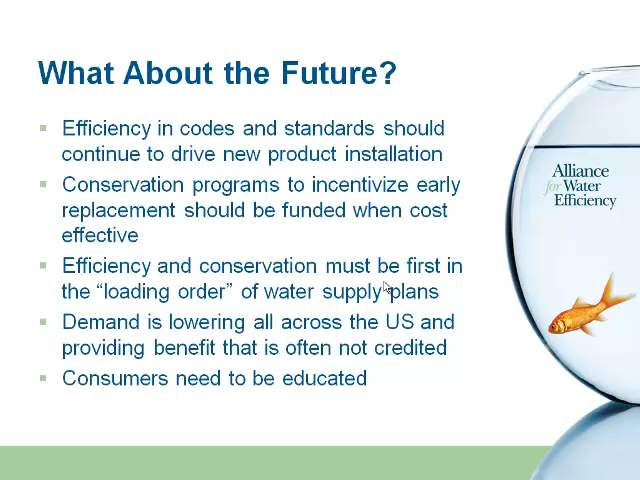 What About the Future?
Efficiency in codes and standards should
continue to drive new product installation
Conservation programs to incentivize early
replacement should be funded when cost
effective
Efficiency and conservation must be first in
the “loading order” of water supply plans
Demand is lowering all across the US and
providing benefit that is often not credited
Consumers need to be educated
Alliance
for Water
Efficiency